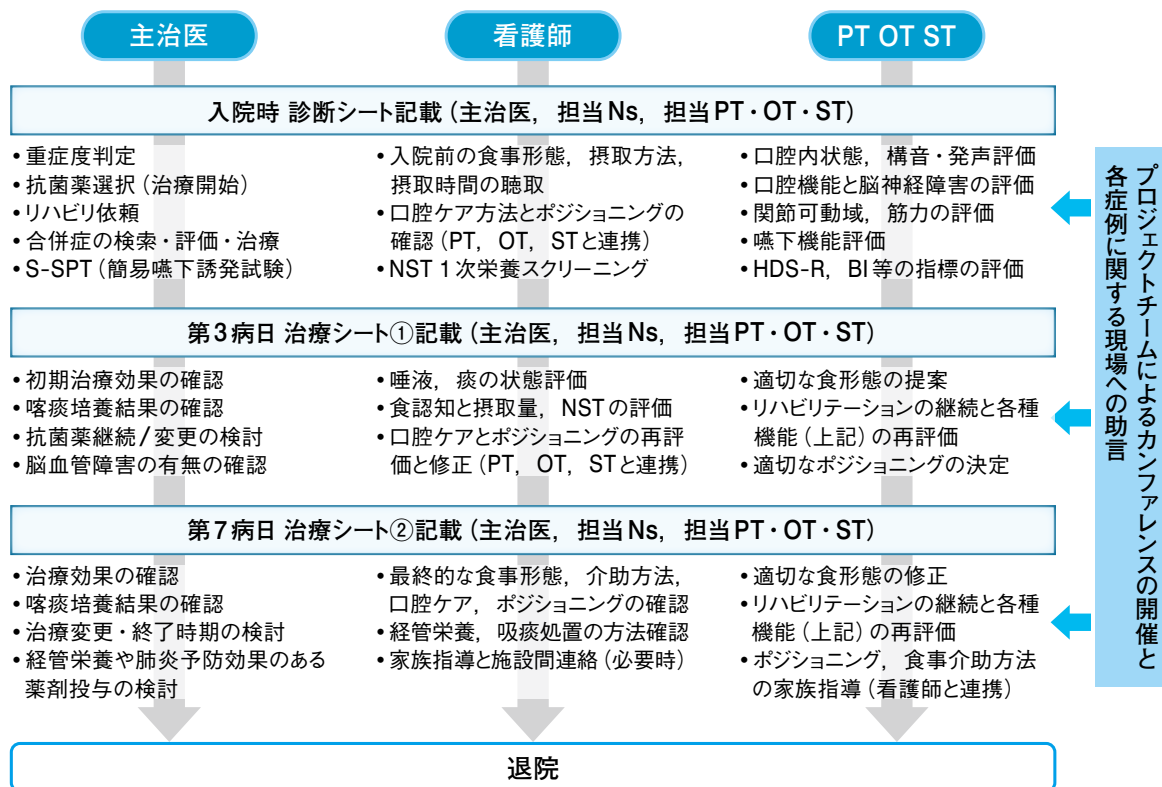 主治医
看護師
PT OT ST
入院時 診断シート記載（主治医，担当Ns，担当PT・OT・ST）
•重症度判定
•抗菌薬選択（治療開始）
•リハビリ依頼
•合併症の検索・評価・治療
•S-SPT（簡易嚥下誘発試験）
•入院前の食事形態，摂取方法，
摂取時間の聴取
•口腔ケア方法とポジショニングの
確認（PT，OT，STと連携）
•NST 1次栄養スクリーニング
•口腔内状態，構音・発声評価
•口腔機能と脳神経障害の評価
•関節可動域，筋力の評価
•嚥下機能評価
•HDS-R，BI等の指標の評価
第3病日 治療シート①記載（主治医，担当Ns，担当PT・OT・ST）
•初期治療効果の確認
•喀痰培養結果の確認
•抗菌薬継続/変更の検討
•脳血管障害の有無の確認
•唾液，痰の状態評価
•食認知と摂取量，NSTの評価
•口腔ケアとポジショニングの再評
価と修正（PT，OT，STと連携）
•適切な食形態の提案
•リハビリテーションの継続と各種
機能（上記）の再評価
•適切なポジショニングの決定
第7病日 治療シート②記載（主治医，担当Ns，担当PT・OT・ST）
•治療効果の確認
•喀痰培養結果の確認
•治療変更・終了時期の検討
•経管栄養や肺炎予防効果のある
薬剤投与の検討
•最終的な食事形態，介助方法，
口腔ケア，ポジショニングの確認
•経管栄養，吸痰処置の方法確認
•家族指導と施設間連絡（必要時）
•適切な食形態の修正
•リハビリテーションの継続と各種
機能（上記）の再評価
•ポジショニング，食事介助方法
の家族指導（看護師と連携）
退院
プロジェクトチームによるカンファレンスの開催と
各症例に関する現場への助言